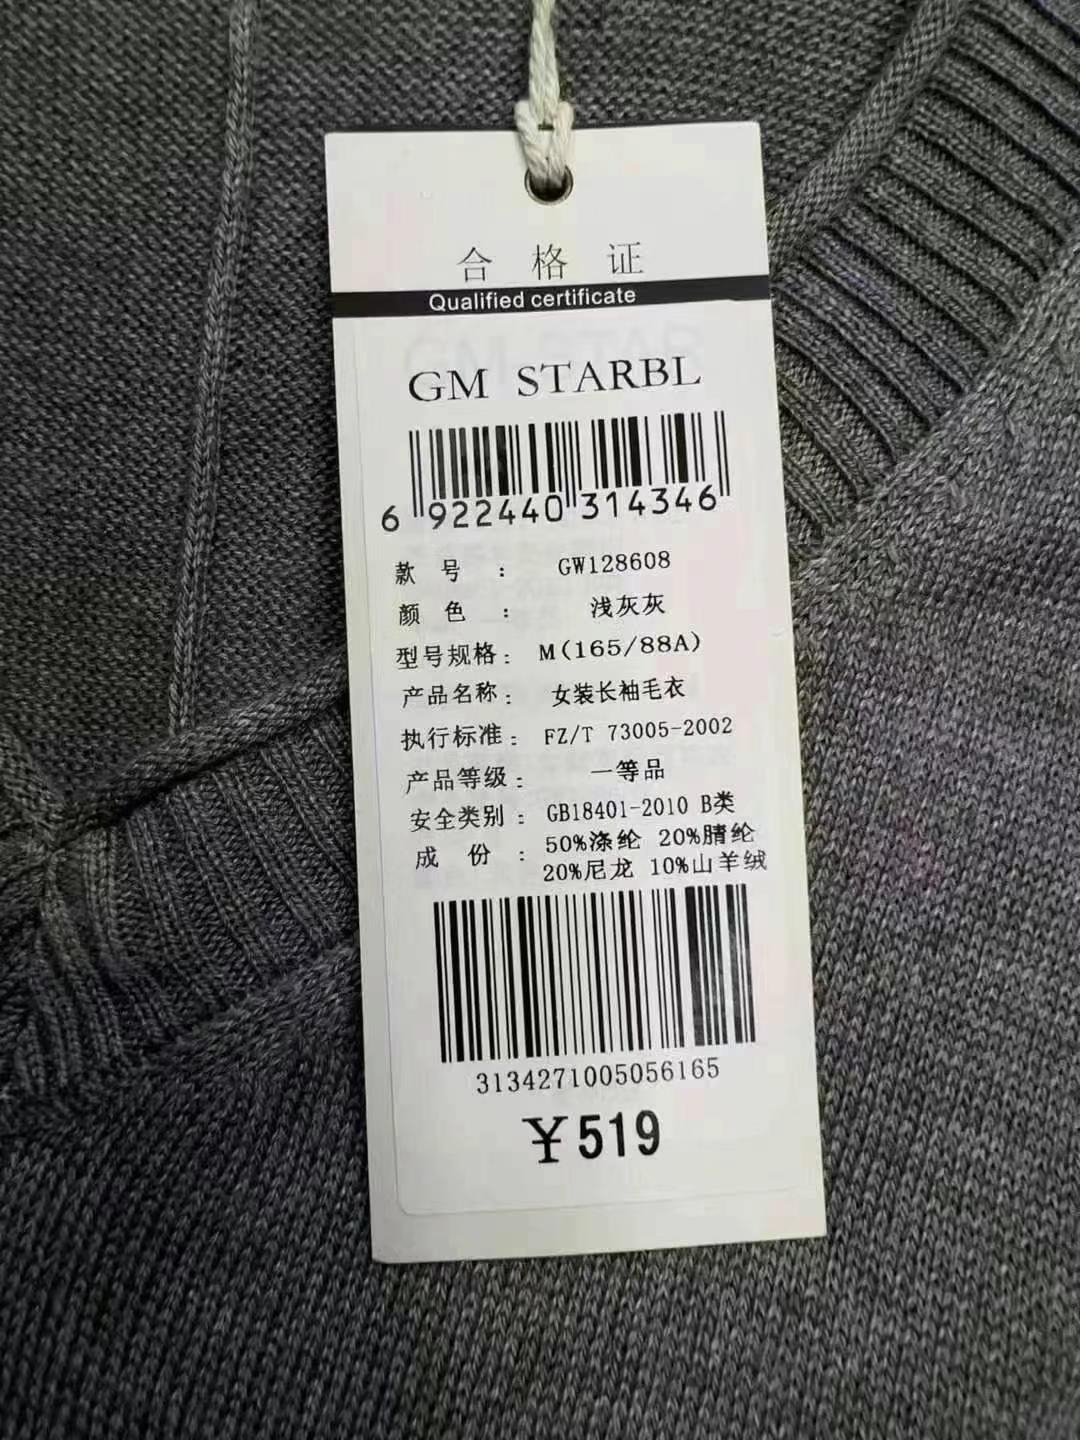 合格证
Qualified certificate
GM STARBL
6 922440 314346
款号: GW128608
颜色: 浅灰灰
型号规格: M(165/88A)
产品名称: 女装长袖毛衣
执行标准: FZ/T 73005-2002
产品等级: 一等品
安全类别: GB18401-2010 B类
成份: 50%涤纶 20%腈纶
20%尼龙 10%山羊绒
3134271005056165
¥519